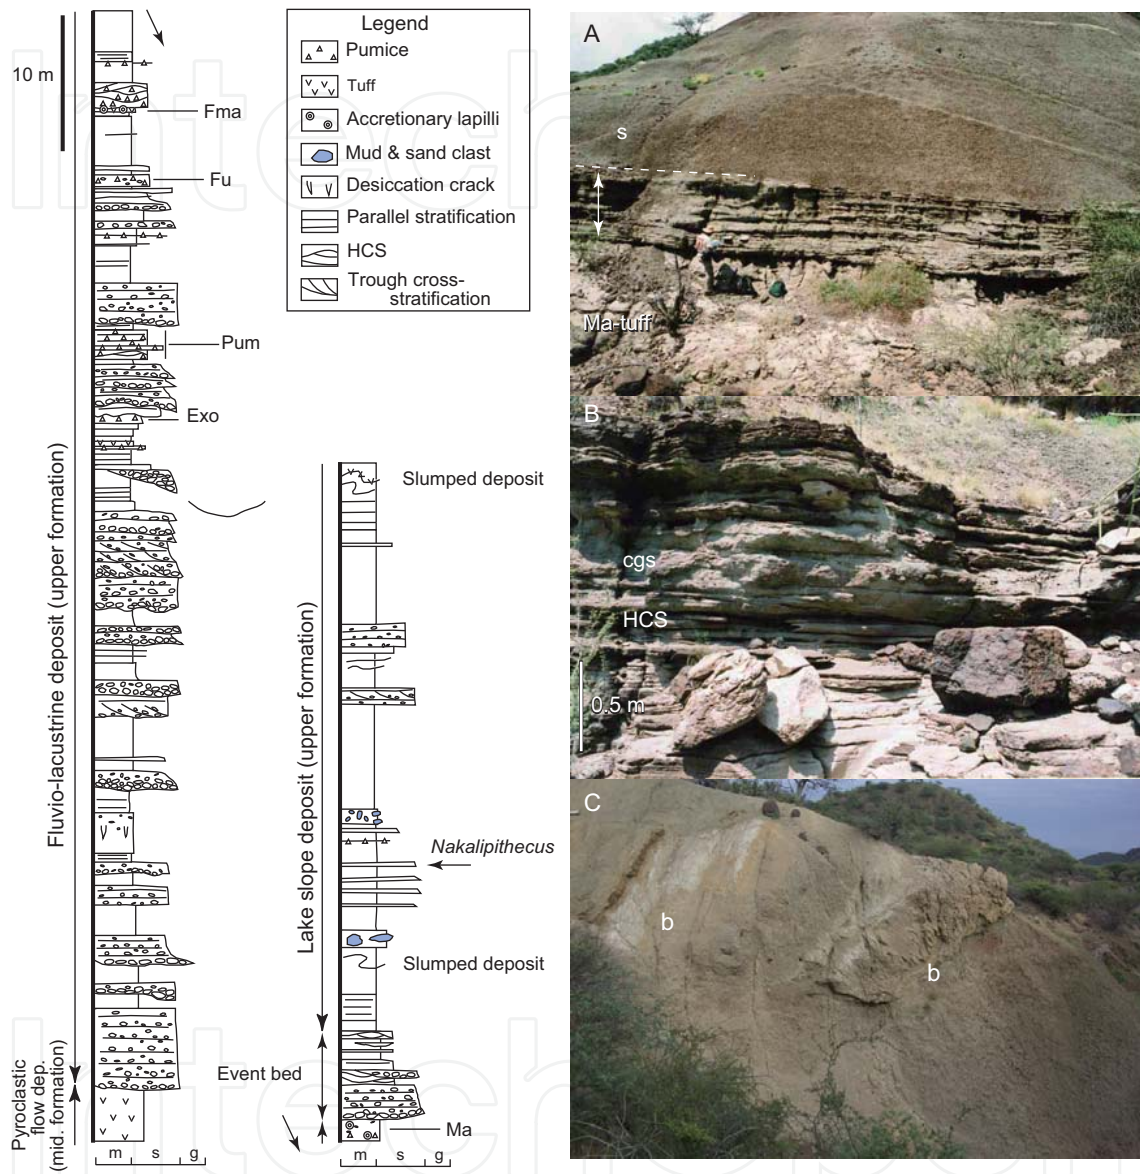 10 m
Fma
Fu
Pum
Exo
Fluvio-lacustrine deposit (upper formation)
Pyroclastic
flow dep.
(mid. formation)
m s g
Legend
Pumice
Tuff
Accretionary lapilli
Mud & sand clast
Desiccation crack
Parallel stratification
HCS
Trough cross-
stratification
Slumped deposit
Lake slope deposit (upper formation)
Nakalipithecus
Slumped deposit
Event bed
Ma
m s g
A
s
Ma-tuff
B
cgs
HCS
0.5 m
C
b
b